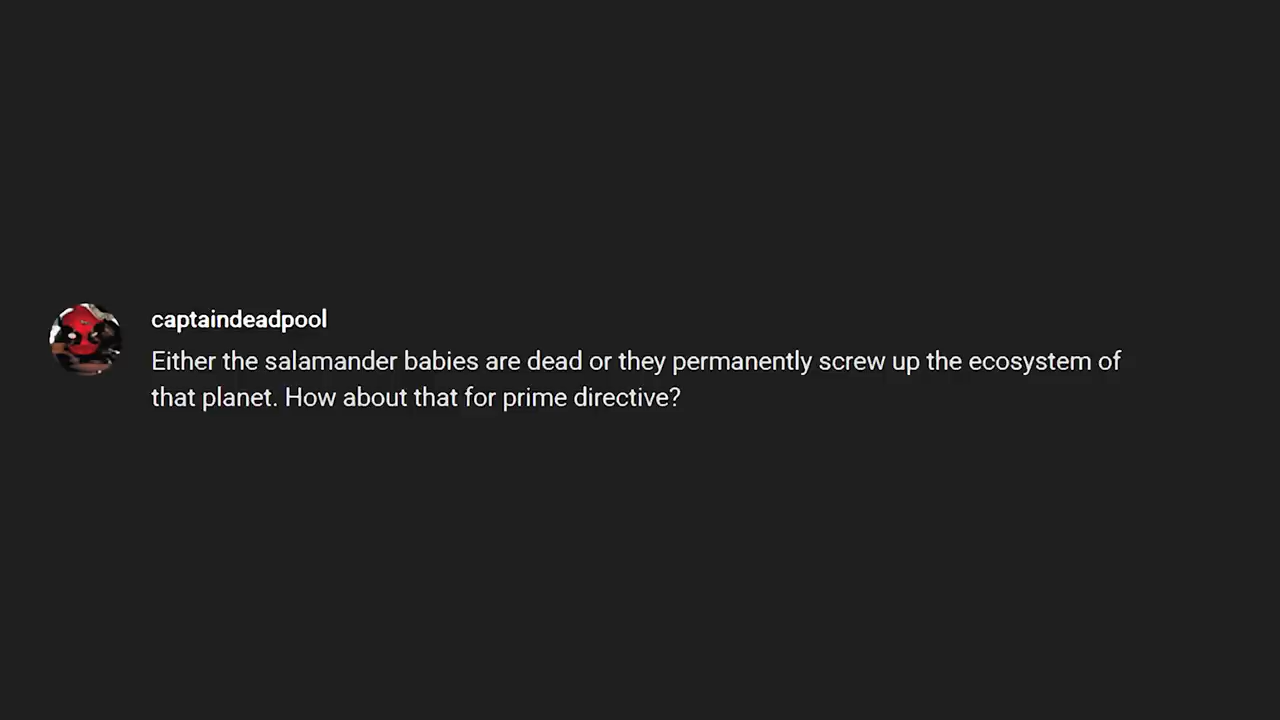 captaindeadpool
Either the salamander babies are dead or they permanently screw up the ecosystem of
that planet. How about that for prime directive?